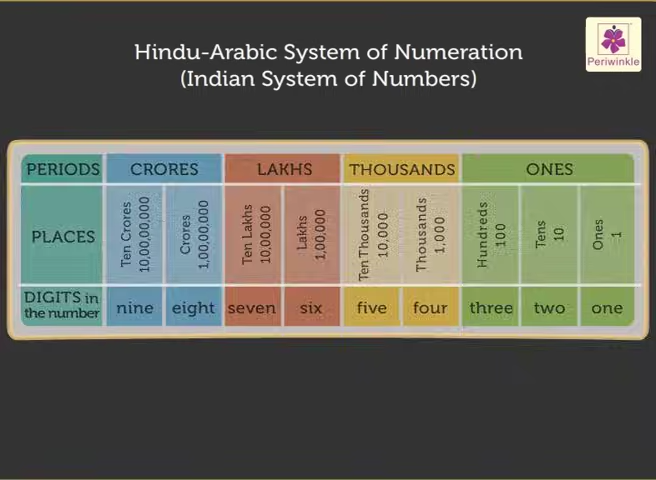 Hindu-Arabic System of Numeration
(Indian System of Numbers)
Periwinkle
PERIODS CRORES LAKHS THOUSANDS ONES
PLACES
Ten Crores
10,00,00,000
Crores
1,00,00,000
Ten Lakhs
10,00,000
Lakhs
1,00,000
Ten Thousands
10,000
Thousands
1,000
Hundreds
100
Tens
10
Ones
1
DIGITS in
the number
nine eight seven six five four three two one